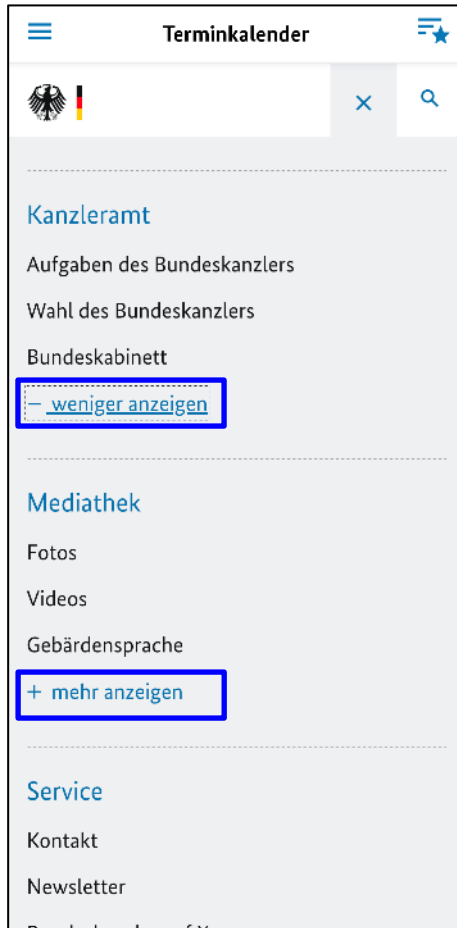 Terminkalender
Kanzleramt
Aufgaben des Bundeskanzlers
Wahl des Bundeskanzlers
Bundeskabinett
– weniger anzeigen
Mediathek
Fotos
Videos
Gebärdensprache
+ mehr anzeigen
Service
Kontakt
Newsletter